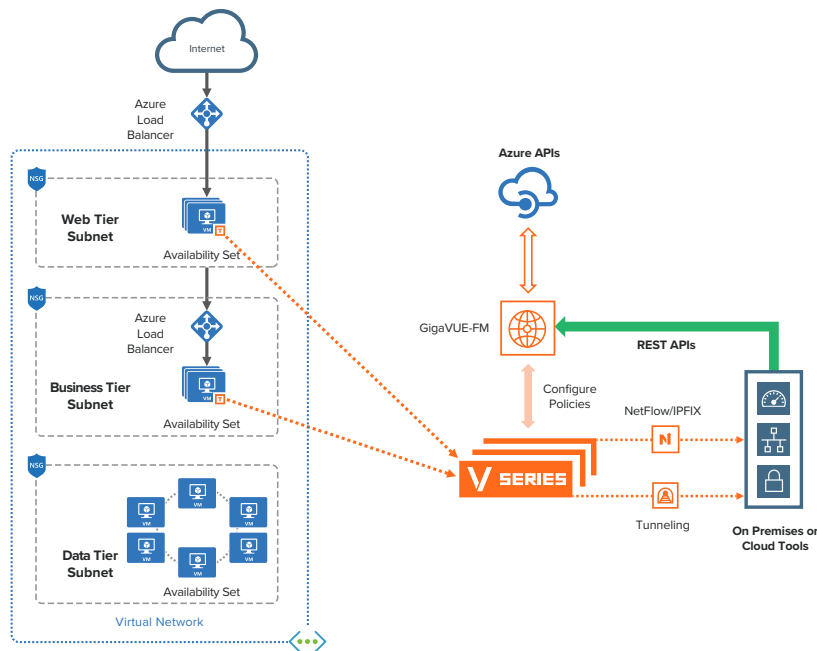 Internet
Azure
Load
Balancer
NSG
Web Tier
Subnet
VM
T
Availability Set
NSG
Azure
Load
Balancer
Business Tier
Subnet
VM
T
Availability Set
NSG
VM
VM
VM
VM
VM
VM
Data Tier
Subnet
Availability Set
Virtual Network
Azure APIs
GigaVUE-FM
REST APIs
Configure
Policies
NetFlow/IPFIX
N
V SERIES
Tunneling
On Premises or
Cloud Tools